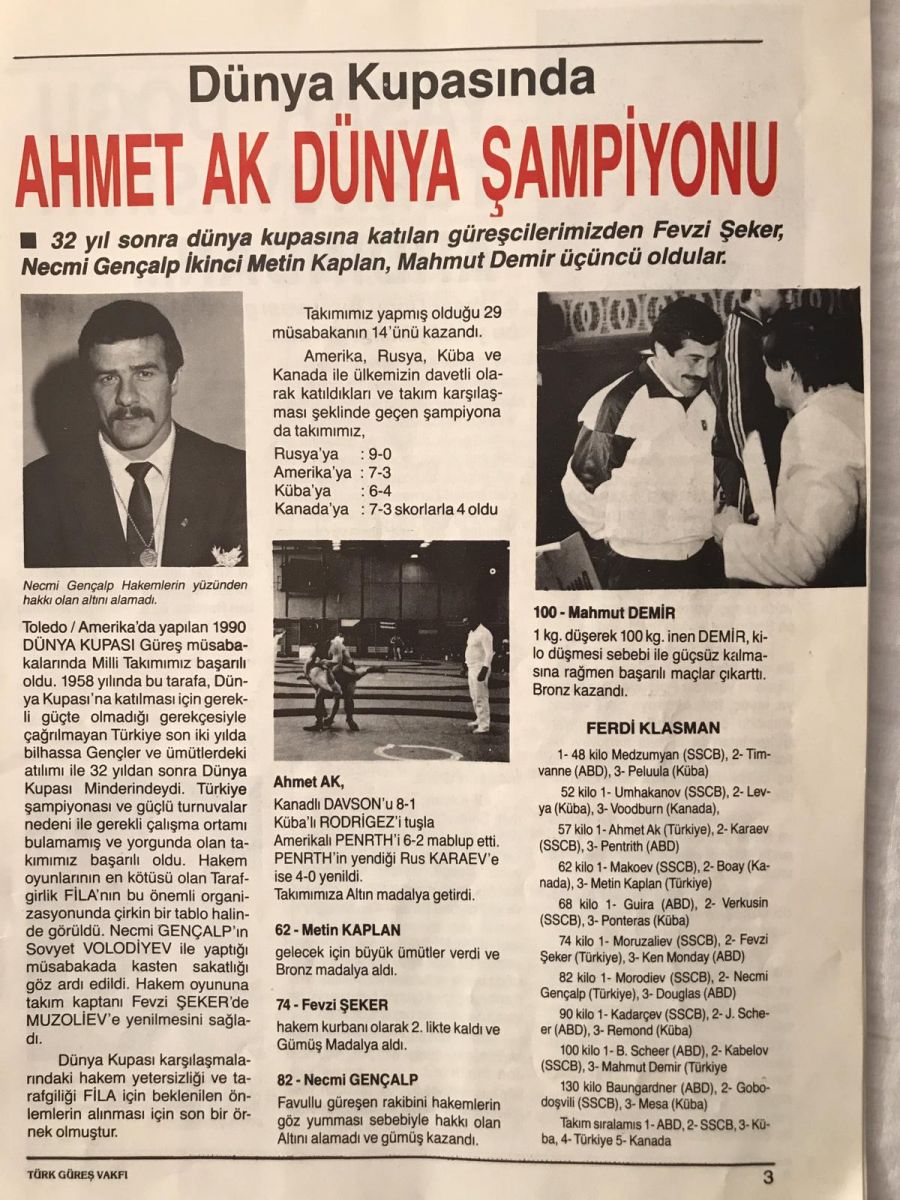 Dünya Kupasında
AHMET AK DÜNYA ŞAMPİYONU
■ 32 yıl sonra dünya kupasına katılan güreşcilerimizden Fevzi Şeker,
Necmi Gençalp İkinci Metin Kaplan, Mahmut Demir üçüncü oldular.
Necmi Gençalp Hakemlerin yüzünden
hakkı olan altını alamadı.
Toledo / Amerika'da yapılan 1990
DÜNYA KUPASI Güreş müsaba-
kalarında Milli Takımımız başarılı
oldu. 1958 yılında bu tarafa, Dün-
ya Kupası'na katılması için gerek-
li güçte olmadığı gerekçesiyle
çağrılmayan Türkiye son iki yılda
bilhassa Gençler ve ümütlerdeki
atılımı ile 32 yıldan sonra Dünya
Kupası Minderindeydi. Türkiye
şampiyonası ve güçlü turnuvalar
nedeni ile gerekli çalışma ortamı
bulamamış ve yorgunda olan ta-
kımımız başarılı oldu. Hakem
oyunlarının en kötüsü olan Taraf-
girlik FİLA'nın bu önemli organi-
zasyonunda çirkin bir tablo halin-
de görüldü. Necmi GENÇALP'ın
Sovyet VOLODİYEV ile yaptığı
müsabakada kasten sakatlığı
göz ardı edildi. Hakem oyununa
takım kaptanı Fevzi ŞEKER'de
MUZOLİEV'e yenilmesini sağla-
dı.
Dünya Kupası karşılaşmala-
rındaki hakem yetersizliği ve ta-
rafgiliği FİLA için beklenilen ön-
lemlerin alınması için son bir ör-
nek olmuştur.
Takımımız yapmış olduğu 29
müsabakanın 14'ünü kazandı.
Amerika, Rusya, Küba ve
Kanada ile ülkemizin davetli ola-
rak katıldıkları ve takım karşılaş-
ması şeklinde geçen şampiyona
da takımımız,
Rusya'ya : 9-0
Amerika'ya : 7-3
Küba'ya : 6-4
Kanada'ya : 7-3 skorlarla 4 oldu
Ahmet Ak,
Kanadlı DAVSON'u 8-1
Küba'lı RODRİGEZ'i tuşla
Amerikalı PENRTH'i 6-2 mablup etti.
PENRTH'in yendiği Rus KARAEV'e
ise 4-0 yenildi.
Takımımıza Altın madalya getirdi.
62 - Metin KAPLAN
gelecek için büyük ümütler verdi ve
Bronz madalya aldı.
74 - Fevzi ŞEKER
hakem kurbanı olarak 2. likte kaldı ve
Gümüş Madalya aldı.
82 - Necmi GENÇALP
Favullu güreşen rakibini hakemlerin
göz yumması sebebiyle hakkı olan
Altını alamadı ve gümüş kazandı.
100 - Mahmut DEMİR
1 kg. düşerek 100 kg. inen DEMİR, ki-
lo düşmesi sebebi ile güçsüz kalma-
sına rağmen başarılı maçlar çıkarttı.
Bronz kazandı.
FERDİ KLASMAN
1- 48 kilo Medzumyan (SSCB), 2- Tim-
vanne (ABD), 3- Peluula (Küba)
52 kilo 1- Umhakanov (SSCB), 2- Lev-
ya (Küba), 3- Voodburn (Kanada),
57 kilo 1- Ahmet Ak (Türkiye), 2- Karaev
(SSCB), 3- Pentrith (ABD)
62 kilo 1- Makoev (SSCB), 2- Boay (Ka-
nada), 3- Metin Kaplan (Türkiye)
68 kilo 1- Guira (ABD), 2- Verkusin
(SSCB), 3- Ponteras (Küba)
74 kilo 1- Moruzaliev (SSCB), 2- Fevzi
Şeker (Türkiye), 3- Ken Monday (ABD)
82 kilo 1- Morodiev (SSCB), 2- Necmi
Gençalp (Türkiye), 3- Douglas (ABD)
90 kilo 1- Kadarçev (SSCB), 2- J. Sche-
er (ABD), 3- Remond (Küba)
100 kilo 1- B. Scheer (ABD), 2- Kabelov
(SSCB), 3- Mahmut Demir (Türkiye
130 kilo Baungardner (ABD), 2- Gobo-
doşvili (SSCB), 3- Mesa (Küba)
Takım sıralamıs 1- ABD, 2- SSCB, 3- Kü-
ba, 4- Türkiye 5- Kanada
TÜRK GÜREŞ VAKFI
3